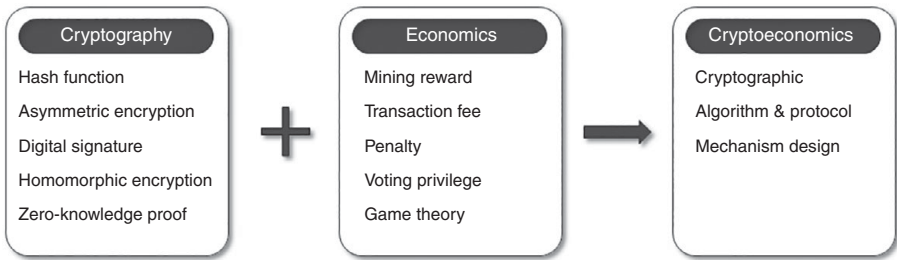 Cryptography
Hash function
Asymmetric encryption
Digital signature
Homomorphic encryption
Zero-knowledge proof
Economics
Mining reward
Transaction fee
Penalty
Voting privilege
Game theory
Cryptoeconomics
Cryptographic
Algorithm & protocol
Mechanism design